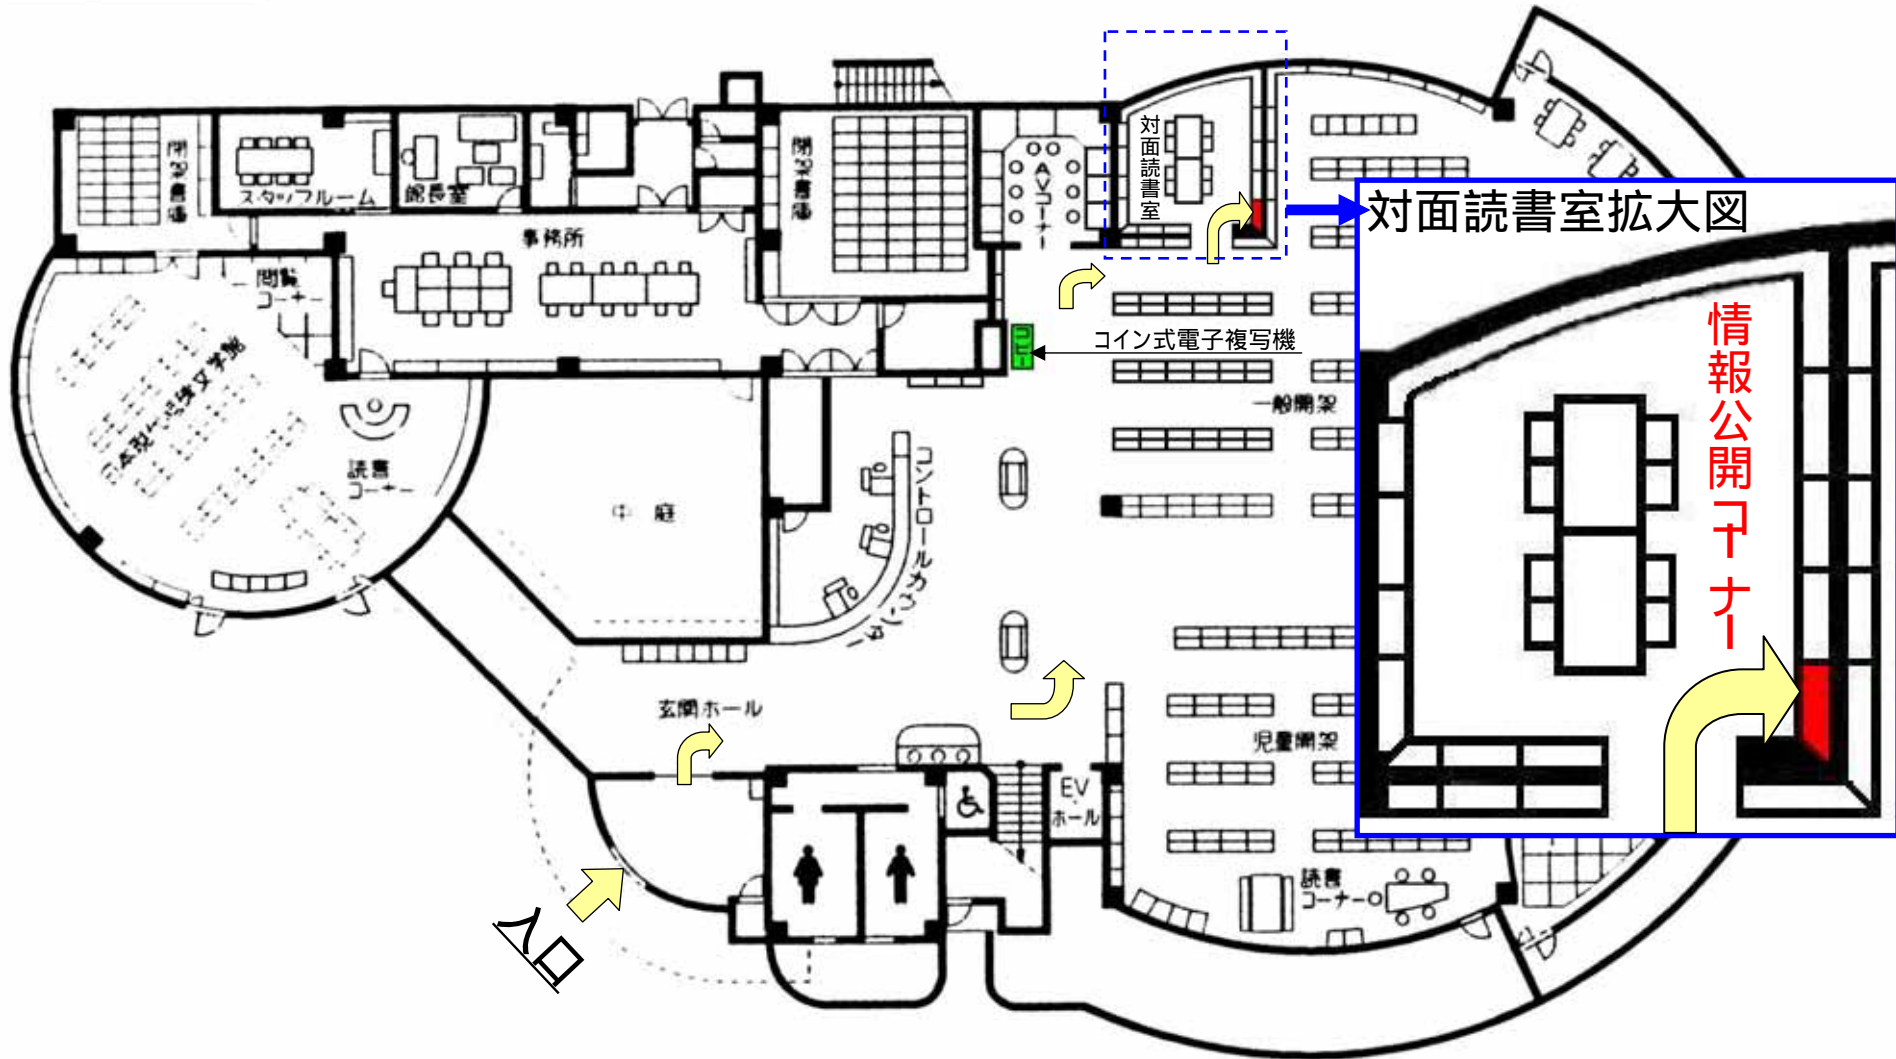 閉架書庫
スタッフルーム
館長室
事務所
閉架書庫
AVコーナー
対面読書室
対面読書室拡大図
情報公開コーナー
閲覧
コーナー
コイン式電子複写機
一般開架
読書
コーナー
中庭
コントロールカウンター
玄関ホール
児童開架
EV
ホール
読書
コーナー
入口